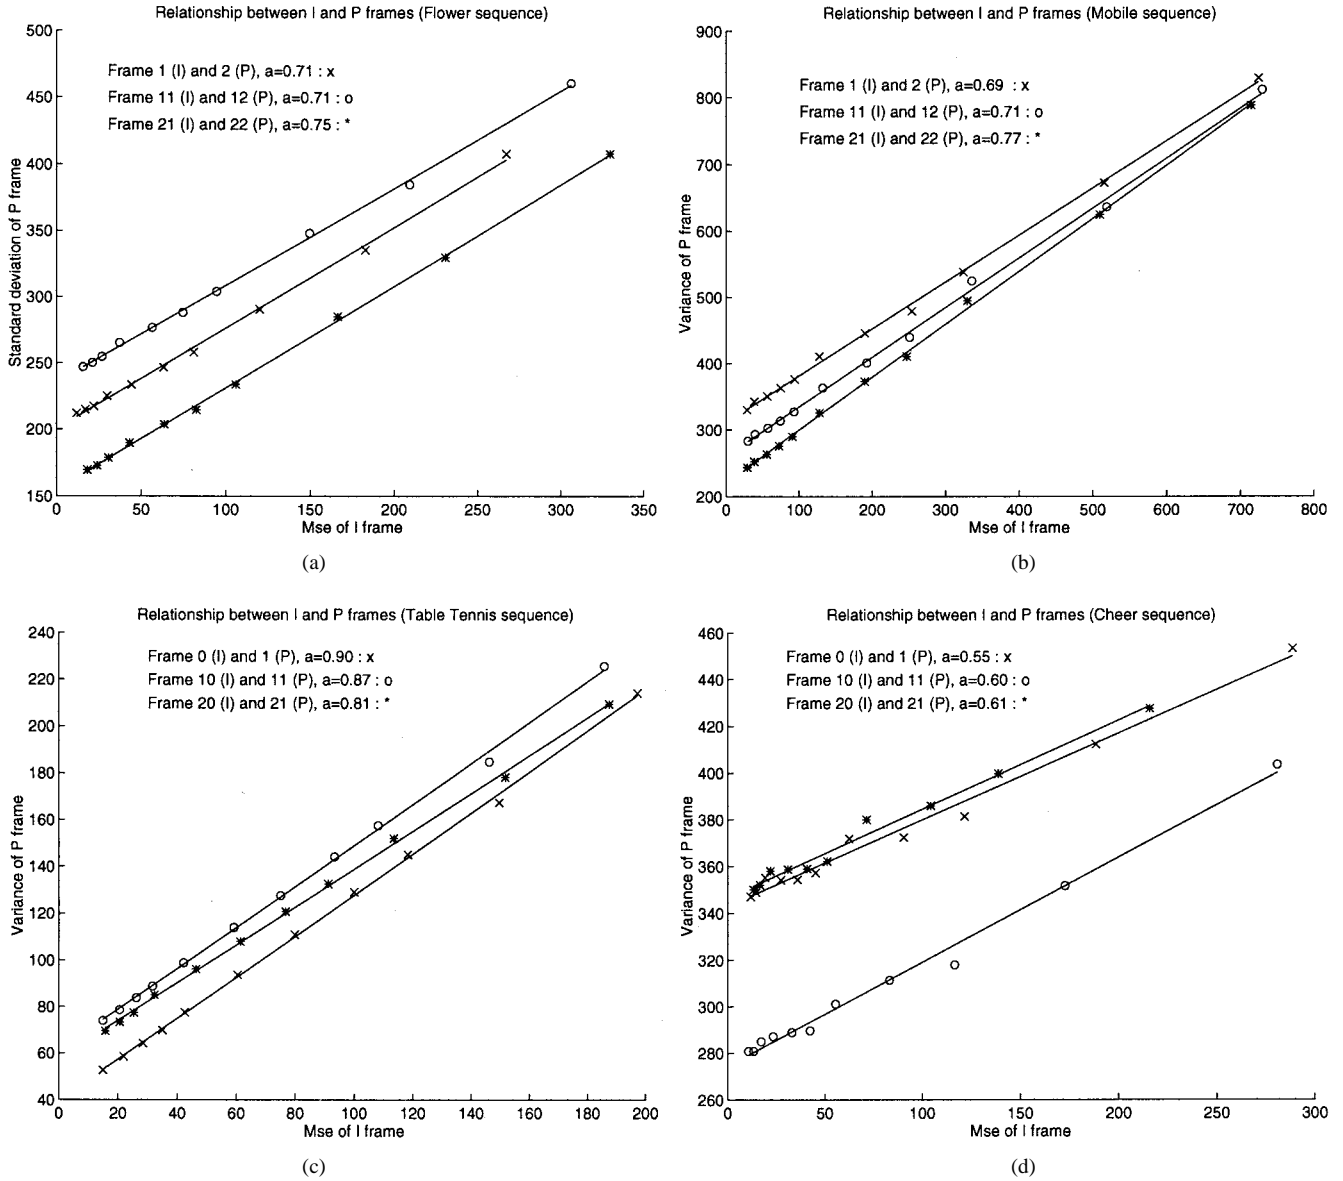 Relationship between I and P frames (Flower sequence)
500
450
400
350
300
250
200
150
Standard deviation of P frame
Frame 1 (I) and 2 (P), a=0.71 : x
Frame 11 (I) and 12 (P), a=0.71 : o
Frame 21 (I) and 22 (P), a=0.75 : *
0 50 100 150 200 250 300 350
Mse of I frame
(a)
Relationship between I and P frames (Mobile sequence)
900
800
700
600
500
400
300
200
Variance of P frame
Frame 1 (I) and 2 (P), a=0.69 : x
Frame 11 (I) and 12 (P), a=0.71 : o
Frame 21 (I) and 22 (P), a=0.77 : *
0 100 200 300 400 500 600 700 800
Mse of I frame
(b)
Relationship between I and P frames (Table Tennis sequence)
240
220
200
180
160
140
120
100
80
60
40
Variance of P frame
Frame 0 (I) and 1 (P), a=0.90 : x
Frame 10 (I) and 11 (P), a=0.87 : o
Frame 20 (I) and 21 (P), a=0.81 : *
0 20 40 60 80 100 120 140 160 180 200
Mse of I frame
(c)
Relationship between I and P frames (Cheer sequence)
460
440
420
400
380
360
340
320
300
280
260
Variance of P frame
Frame 0 (I) and 1 (P), a=0.55 : x
Frame 10 (I) and 11 (P), a=0.60 : o
Frame 20 (I) and 21 (P), a=0.61 : *
0 50 100 150 200 250 300
Mse of I frame
(d)